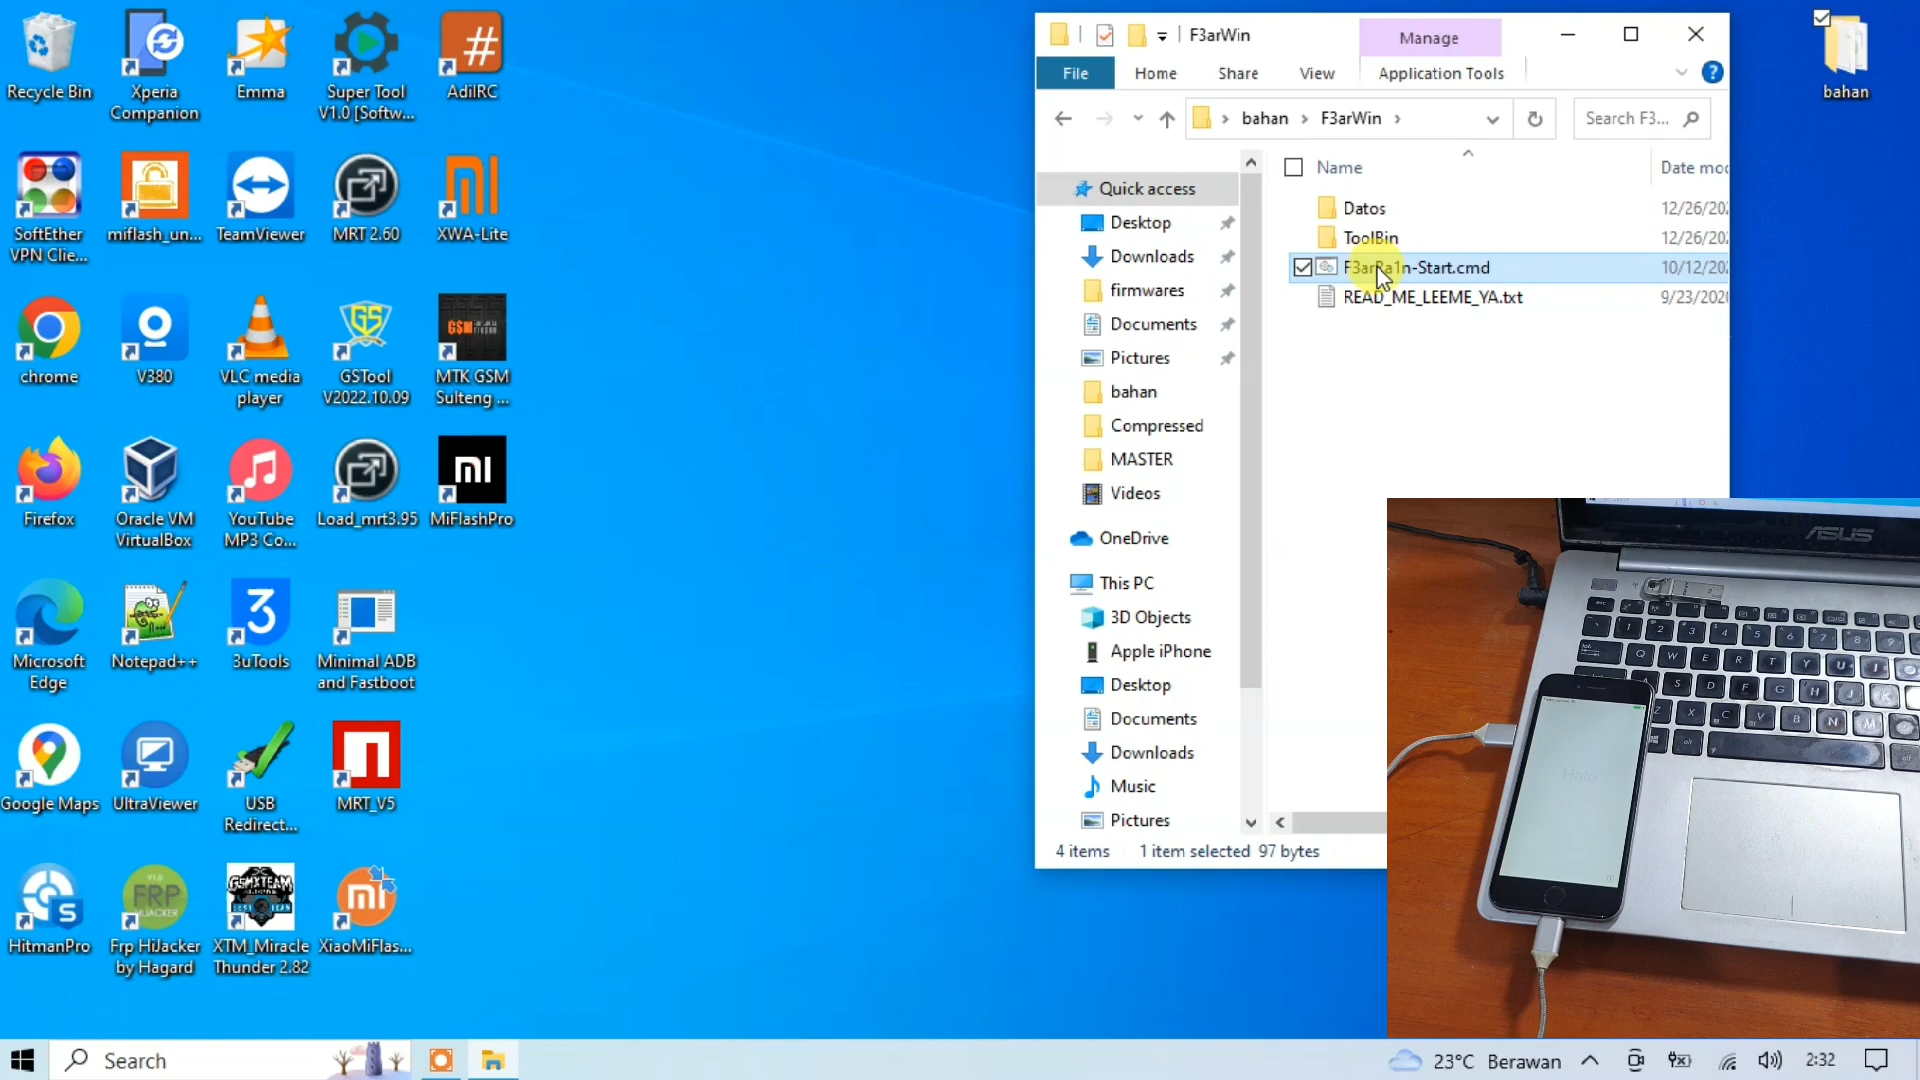 Recycle Bin
Xperia
Companion
Emma
Super Tool
V1.0 [Softw...
AdilRC
SoftEther
VPN Clie...
miflash_un...
TeamViewer
MRT 2.60
XWA-Lite
chrome
V380
VLC media
player
GSTool
V2022.10.09
MTK GSM
Sulteng ...
Firefox
Oracle VM
VirtualBox
YouTube
MP3 Co...
Load_mrt3.95
MiFlashPro
Microsoft
Edge
Notepad++
3uTools
Minimal ADB
and Fastboot
Google Maps
UltraViewer
USB
Redirect...
MRT_V5
HitmanPro
Frp HiJacker
by Hagard
XTM_Miracle
Thunder 2.82
XiaoMiFlas...
F3arWin
Manage
File
Home
Share
View
Application Tools
bahan
F3arWin
Search F3...
Name
Date mo
Quick access
Desktop
Downloads
firmwares
Documents
Pictures
bahan
Compressed
MASTER
Videos
OneDrive
This PC
3D Objects
Apple iPhone
Desktop
Documents
Downloads
Music
Pictures
Datos
12/26/20
ToolBin
12/26/20
F3arRa1n-Start.cmd
10/12/20
READ_ME_LEEME_YA.txt
9/23/202
4 items
1 item selected 97 bytes
bahan
ASUS
Halo
Search
23°C Berawan
2:32